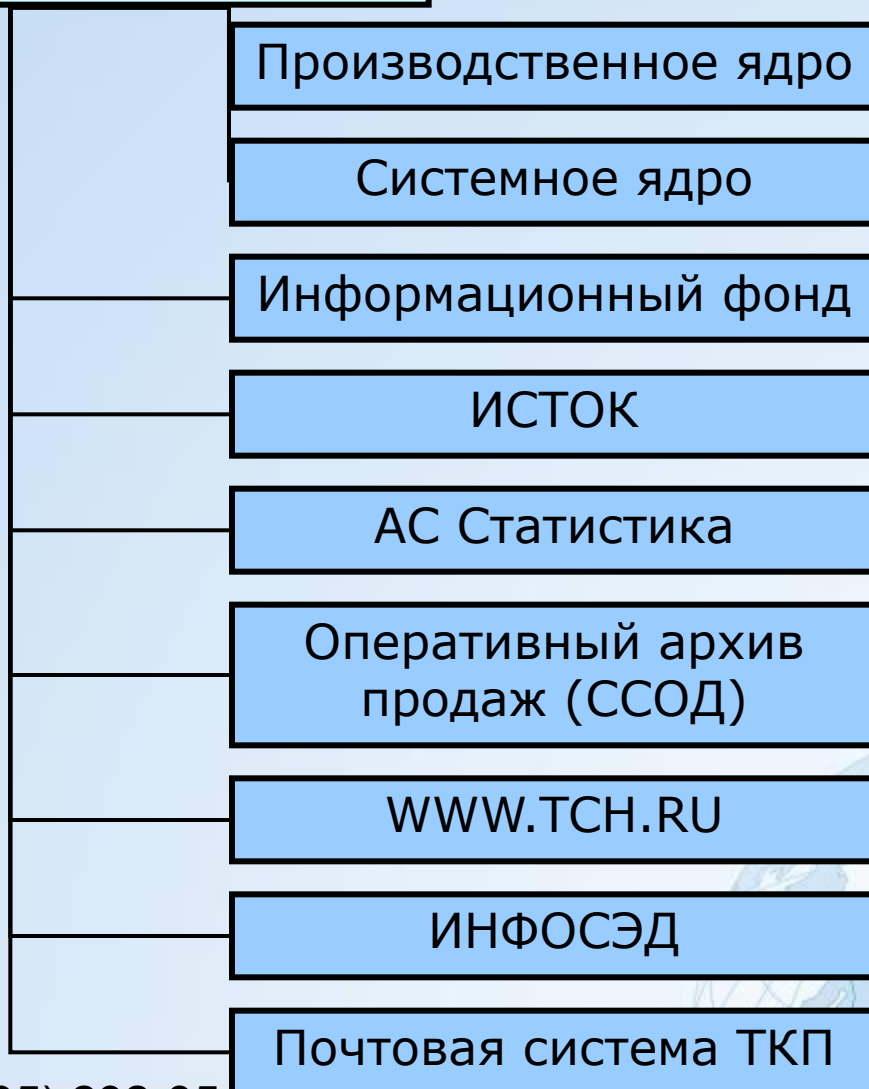 Производственное ядро
Системное ядро
Информационный фонд
ИСТОК
АС Статистика
Оперативный архив
продаж (ССОД)
WWW.TCH.RU
ИНФОСЭД
Почтовая система ТКП